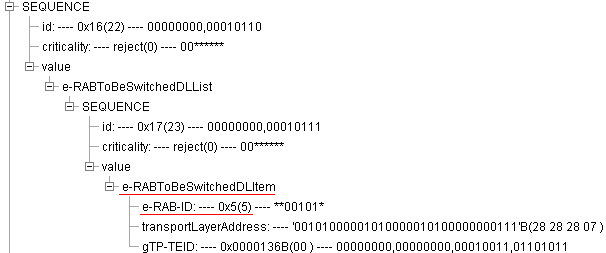 SEQUENCE
id: ---- 0x16(22) ---- 00000000,00010110
criticality: ---- reject(0) ---- 00******
value
e-RABToBeSwitchedDLList
SEQUENCE
id: ---- 0x17(23) ---- 00000000,00010111
criticality: ---- reject(0) ---- 00******
value
e-RABToBeSwitchedDLItem
e-RAB-ID: ---- 0x5(5) ---- **00101*
transportLayerAddress: ---- '00101000001010000010100000000111'B(28 28 28 07 )
gTP-TEID: ---- 0x0000136B(00 ) ---- 00000000,00000000,00010011,01101011